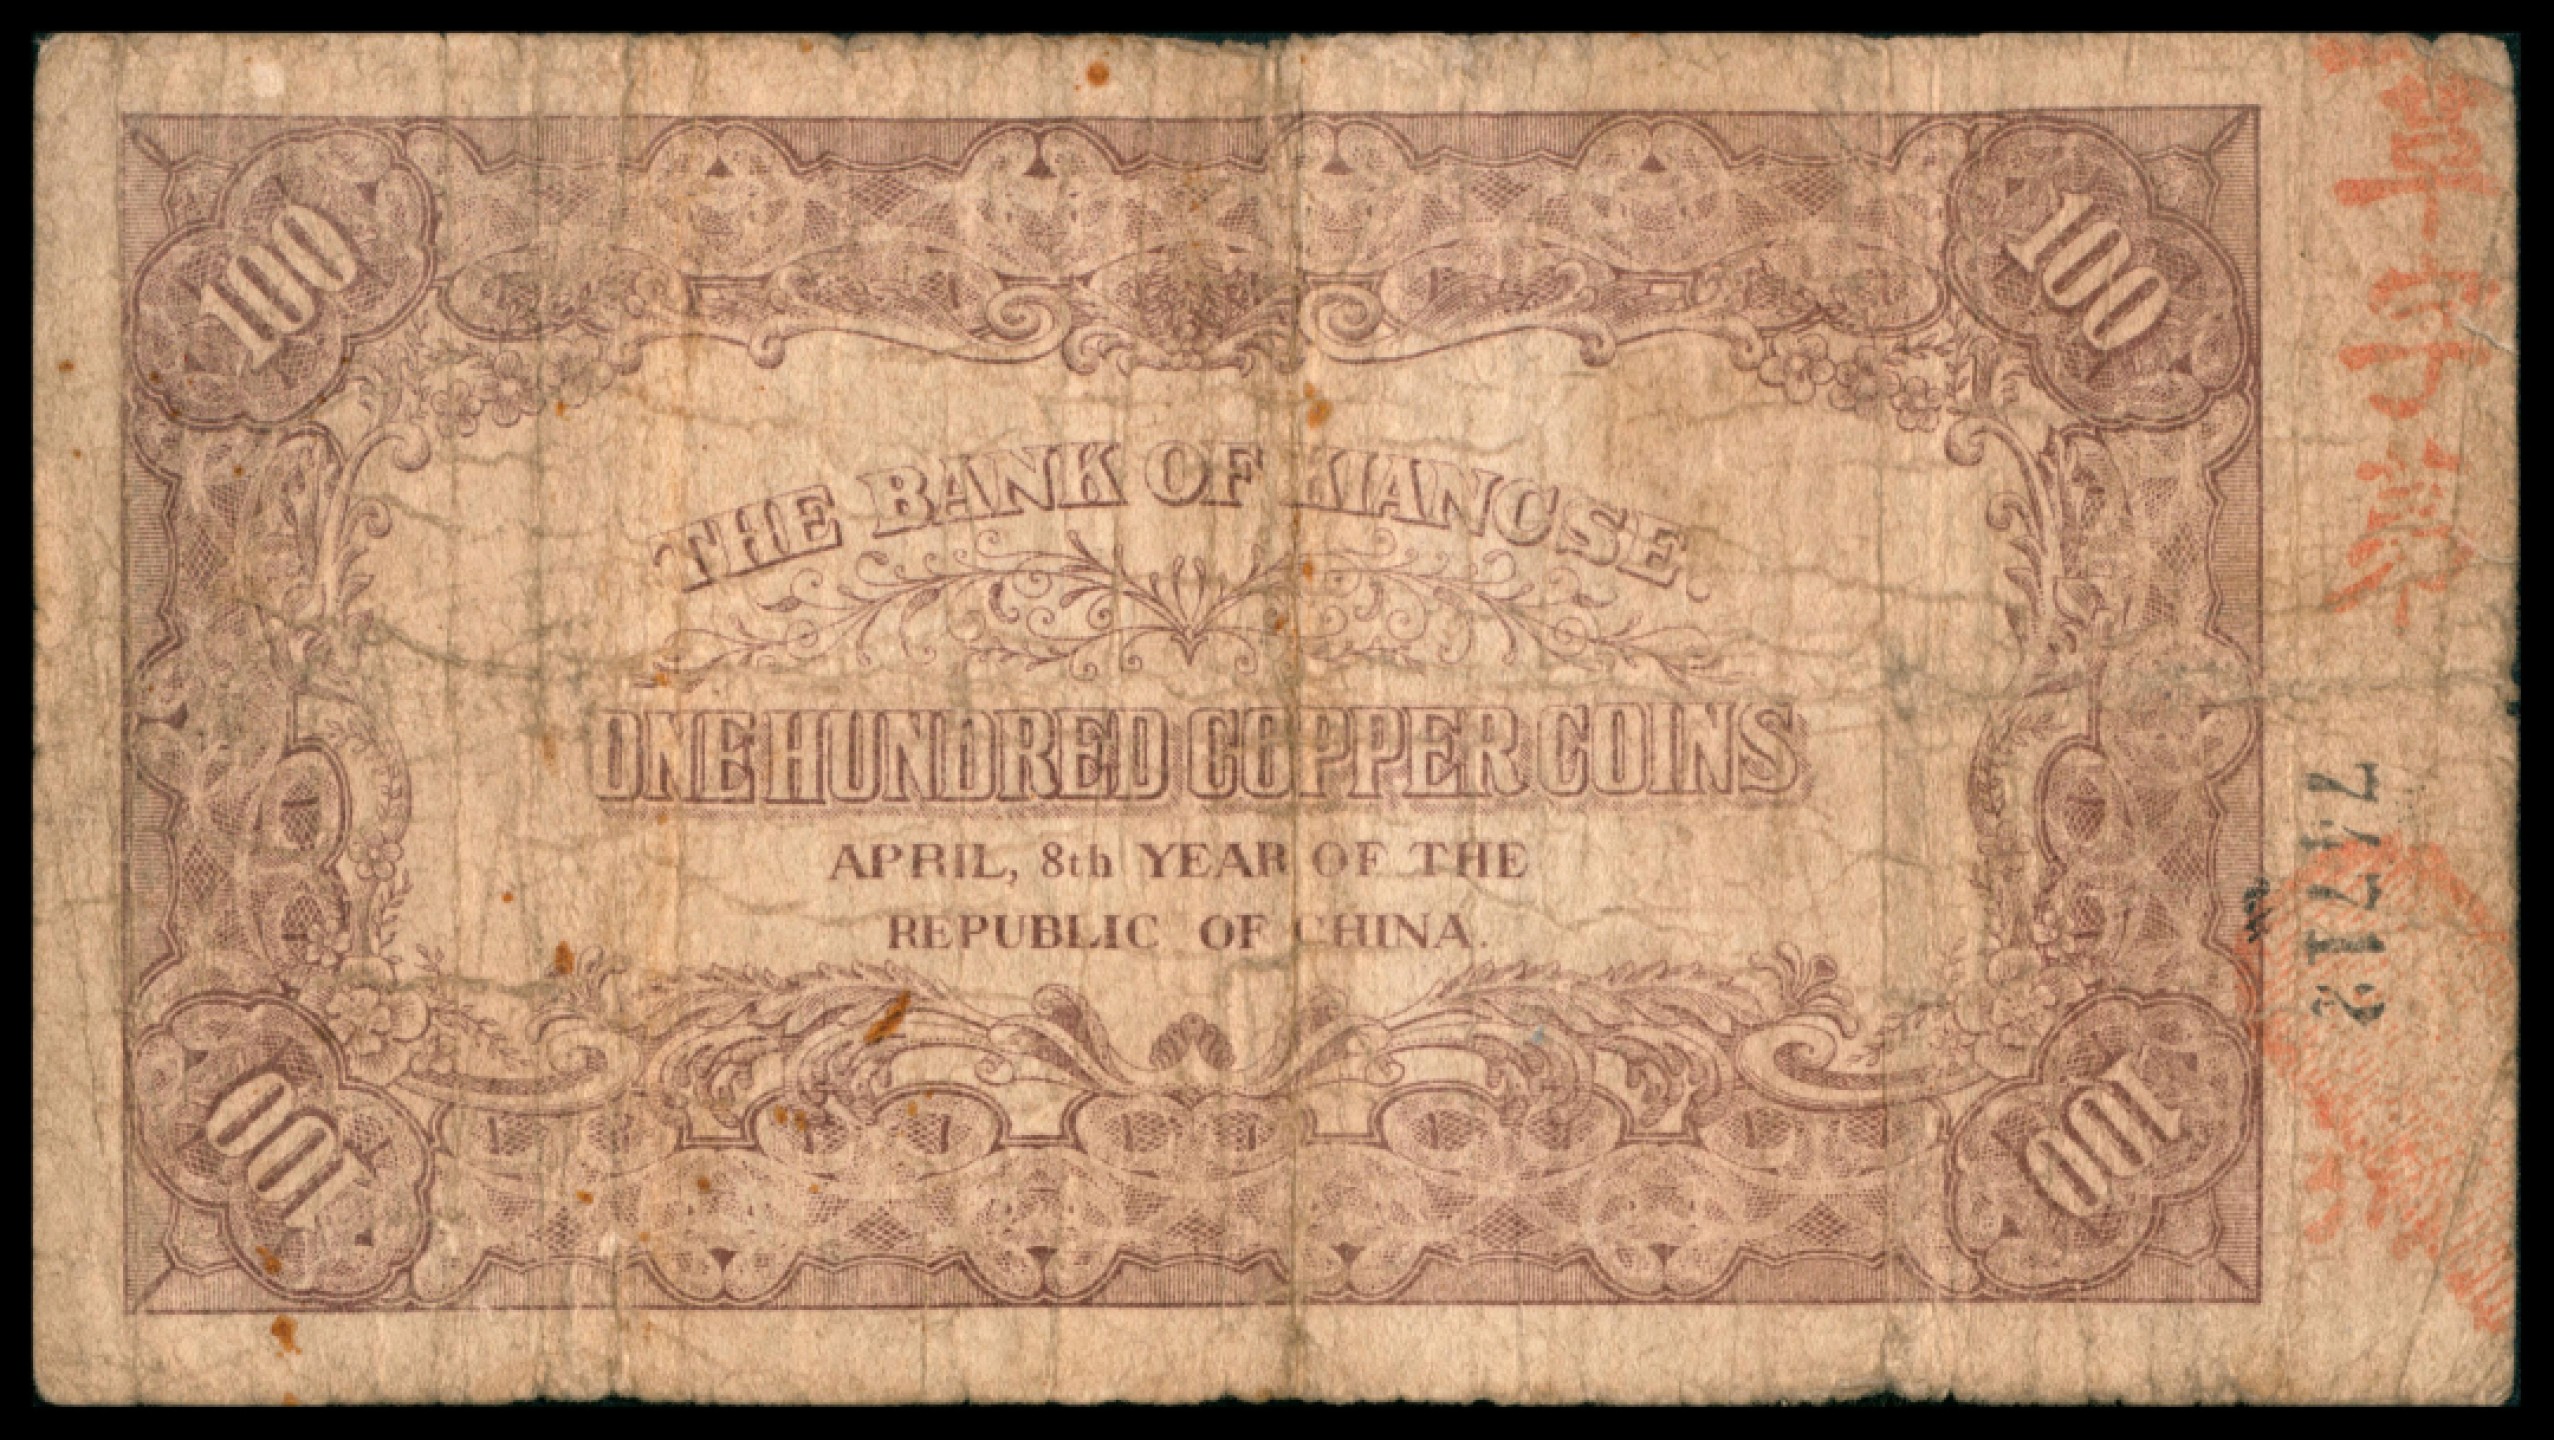 100
100
THE BANK OF KIANGSE.
ONE HUNDRED COPPER COINS
APRIL, 8th YEAR OF THE
REPUBLIC OF CHINA.
100
100